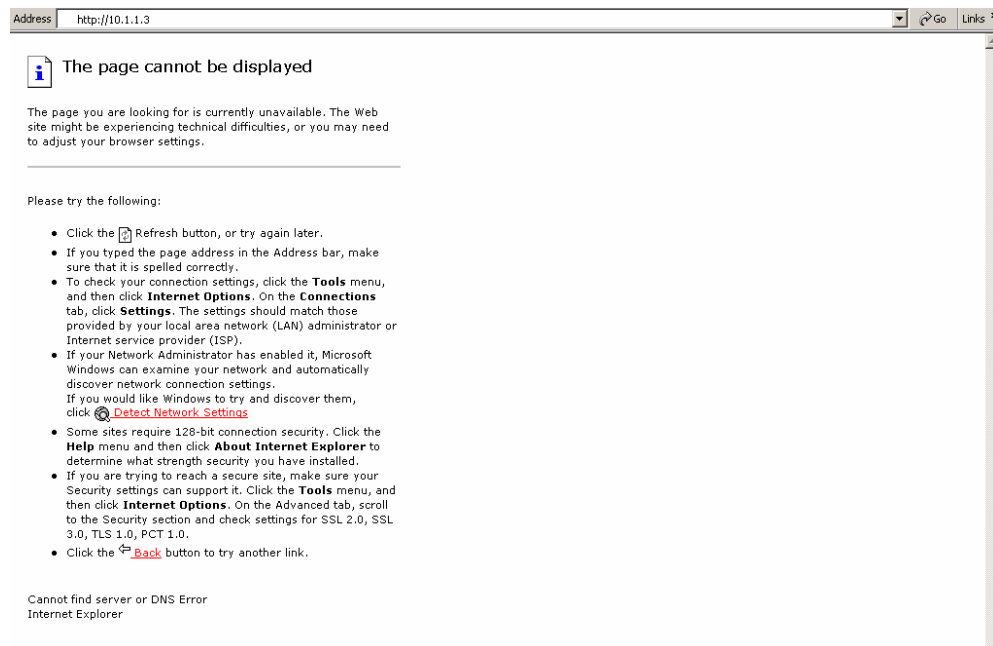 Address http://10.1.1.3 Go Links
The page cannot be displayed
The page you are looking for is currently unavailable. The Web
site might be experiencing technical difficulties, or you may need
to adjust your browser settings.
Please try the following:
• Click the Refresh button, or try again later.
• If you typed the page address in the Address bar, make
sure that it is spelled correctly.
• To check your connection settings, click the Tools menu,
and then click Internet Options. On the Connections
tab, click Settings. The settings should match those
provided by your local area network (LAN) administrator or
Internet service provider (ISP).
• If your Network Administrator has enabled it, Microsoft
Windows can examine your network and automatically
discover network connection settings.
If you would like Windows to try and discover them,
click Detect Network Settings
• Some sites require 128-bit connection security. Click the
Help menu and then click About Internet Explorer to
determine what strength security you have installed.
• If you are trying to reach a secure site, make sure your
Security settings can support it. Click the Tools menu, and
then click Internet Options. On the Advanced tab, scroll
to the Security section and check settings for SSL 2.0, SSL
3.0, TLS 1.0, PCT 1.0.
• Click the Back button to try another link.
Cannot find server or DNS Error
Internet Explorer